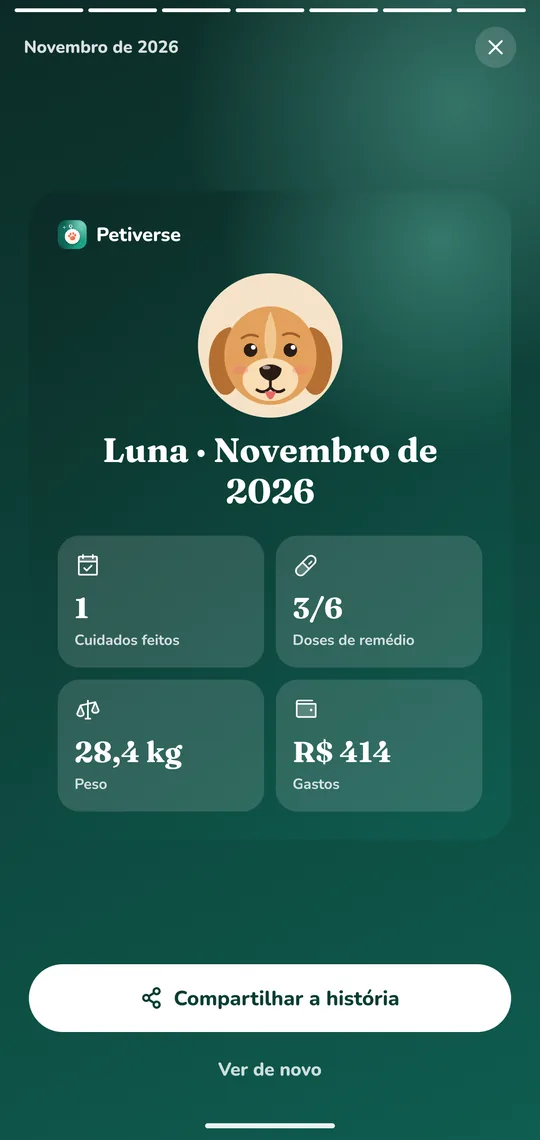 Novembro de 2026
Petiverse
Luna · Novembro de
2026
1
Cuidados feitos
3/6
Doses de remédio
28,4 kg
Peso
R$ 414
Gastos
Compartilhar a história
Ver de novo